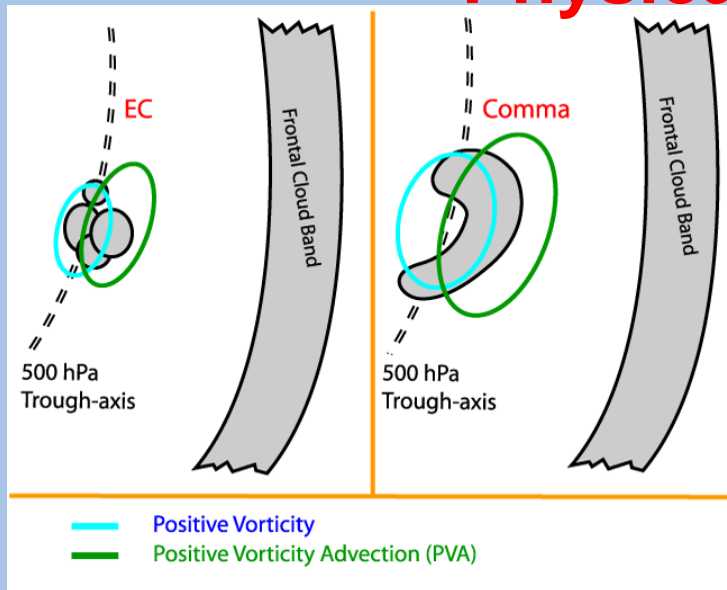 EC
Frontal Cloud Band
500 hPa
Trough-axis
Comma
Frontal Cloud Band
500 hPa
Trough-axis
Positive Vorticity
Positive Vorticity Advection (PVA)